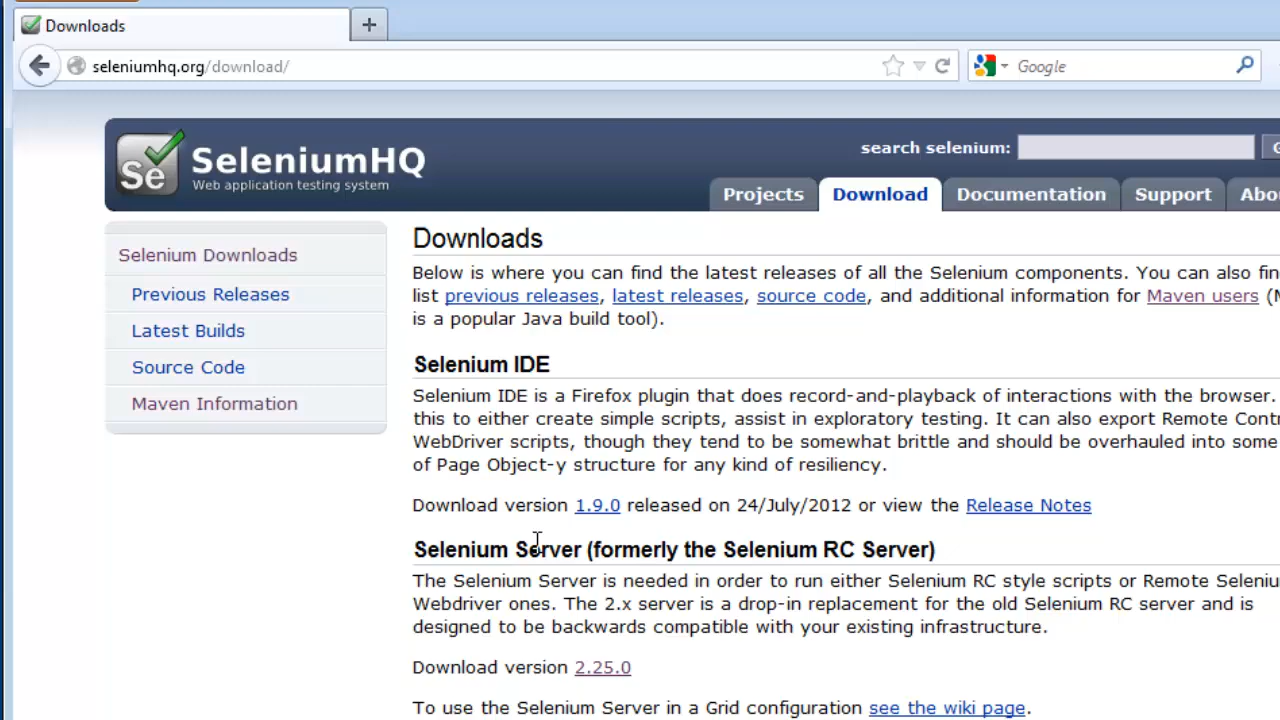 Downloads
+
seleniumhq.org/download/
Google
Se
SeleniumHQ
Web application testing system
search selenium:
Projects
Download
Documentation
Support
Abo
Selenium Downloads
Previous Releases
Latest Builds
Source Code
Maven Information
Downloads
Below is where you can find the latest releases of all the Selenium components. You can also fin
list previous releases, latest releases, source code, and additional information for Maven users (M
is a popular Java build tool).
Selenium IDE
Selenium IDE is a Firefox plugin that does record-and-playback of interactions with the browser.
this to either create simple scripts, assist in exploratory testing. It can also export Remote Contr
WebDriver scripts, though they tend to be somewhat brittle and should be overhauled into some
of Page Object-y structure for any kind of resiliency.
Download version 1.9.0 released on 24/July/2012 or view the Release Notes
Selenium Server (formerly the Selenium RC Server)
The Selenium Server is needed in order to run either Selenium RC style scripts or Remote Seleniu
Webdriver ones. The 2.x server is a drop-in replacement for the old Selenium RC server and is
designed to be backwards compatible with your existing infrastructure.
Download version 2.25.0
To use the Selenium Server in a Grid configuration see the wiki page.